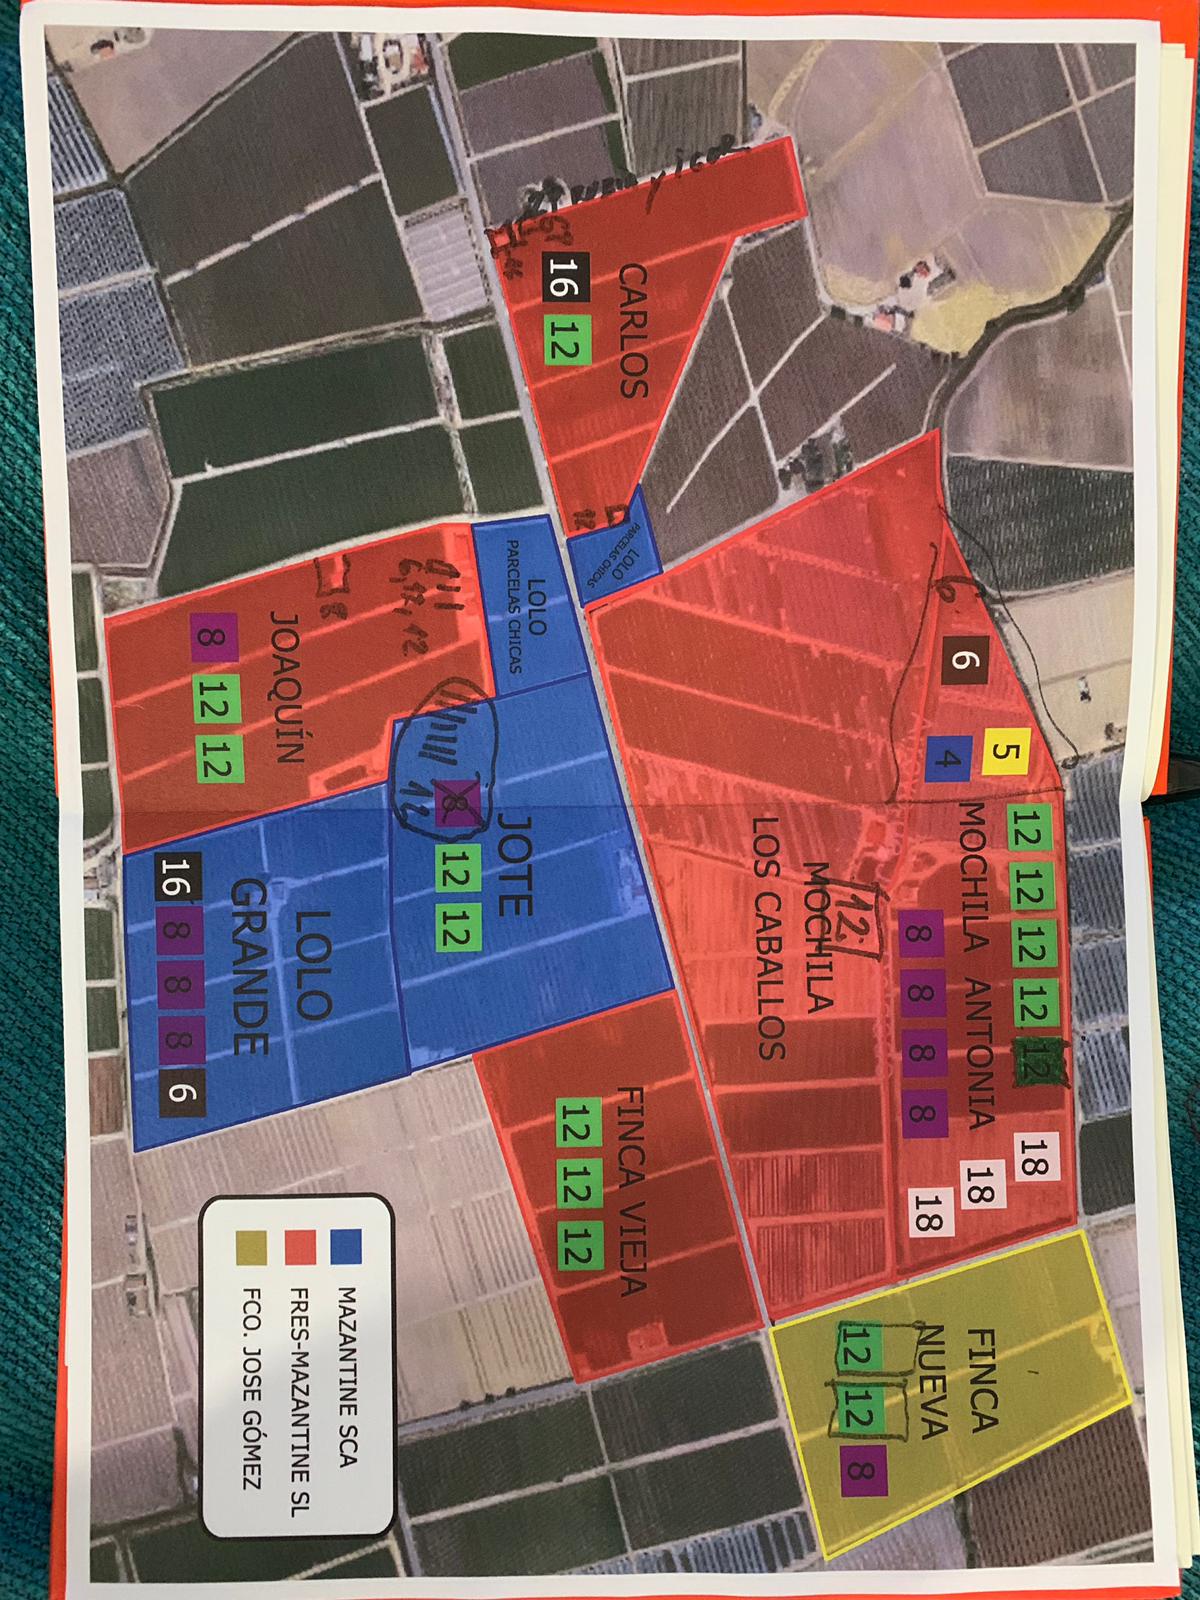 12 12 12 12 12 18
5
6 6
4
MOCHILA ANTONIA 18
8 8 8 8 18
FINCA
NUEVA
12 12 8
12
MOCHILA
LOS CABALLOS
CARLOS
16 12
LOLO
PARCELAS CHICAS
12
FINCA VIEJA
12 12 12
LOLO
PARCELAS CHICAS
JOTE
8 12 12
12
6, 12, 12
8
JOAQUÍN
8 12 12
LOLO
GRANDE
16 8 8 8 6
MAZANTINE SCA
FRES-MAZANTINE SL
FCO. JOSE GÓMEZ